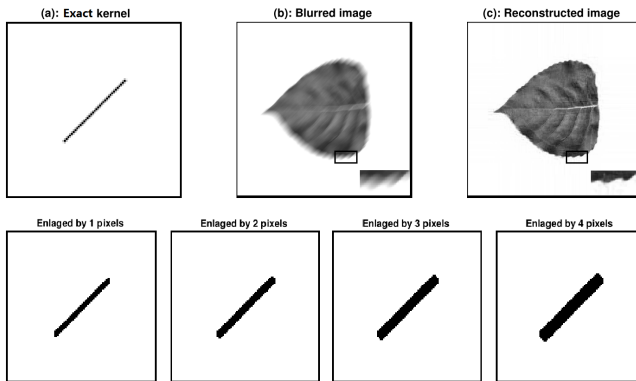 (a): Exact kernel
(b): Blurred image
(c): Reconstructed image
Enlaged by 1 pixels
Enlaged by 2 pixels
Enlaged by 3 pixels
Enlaged by 4 pixels